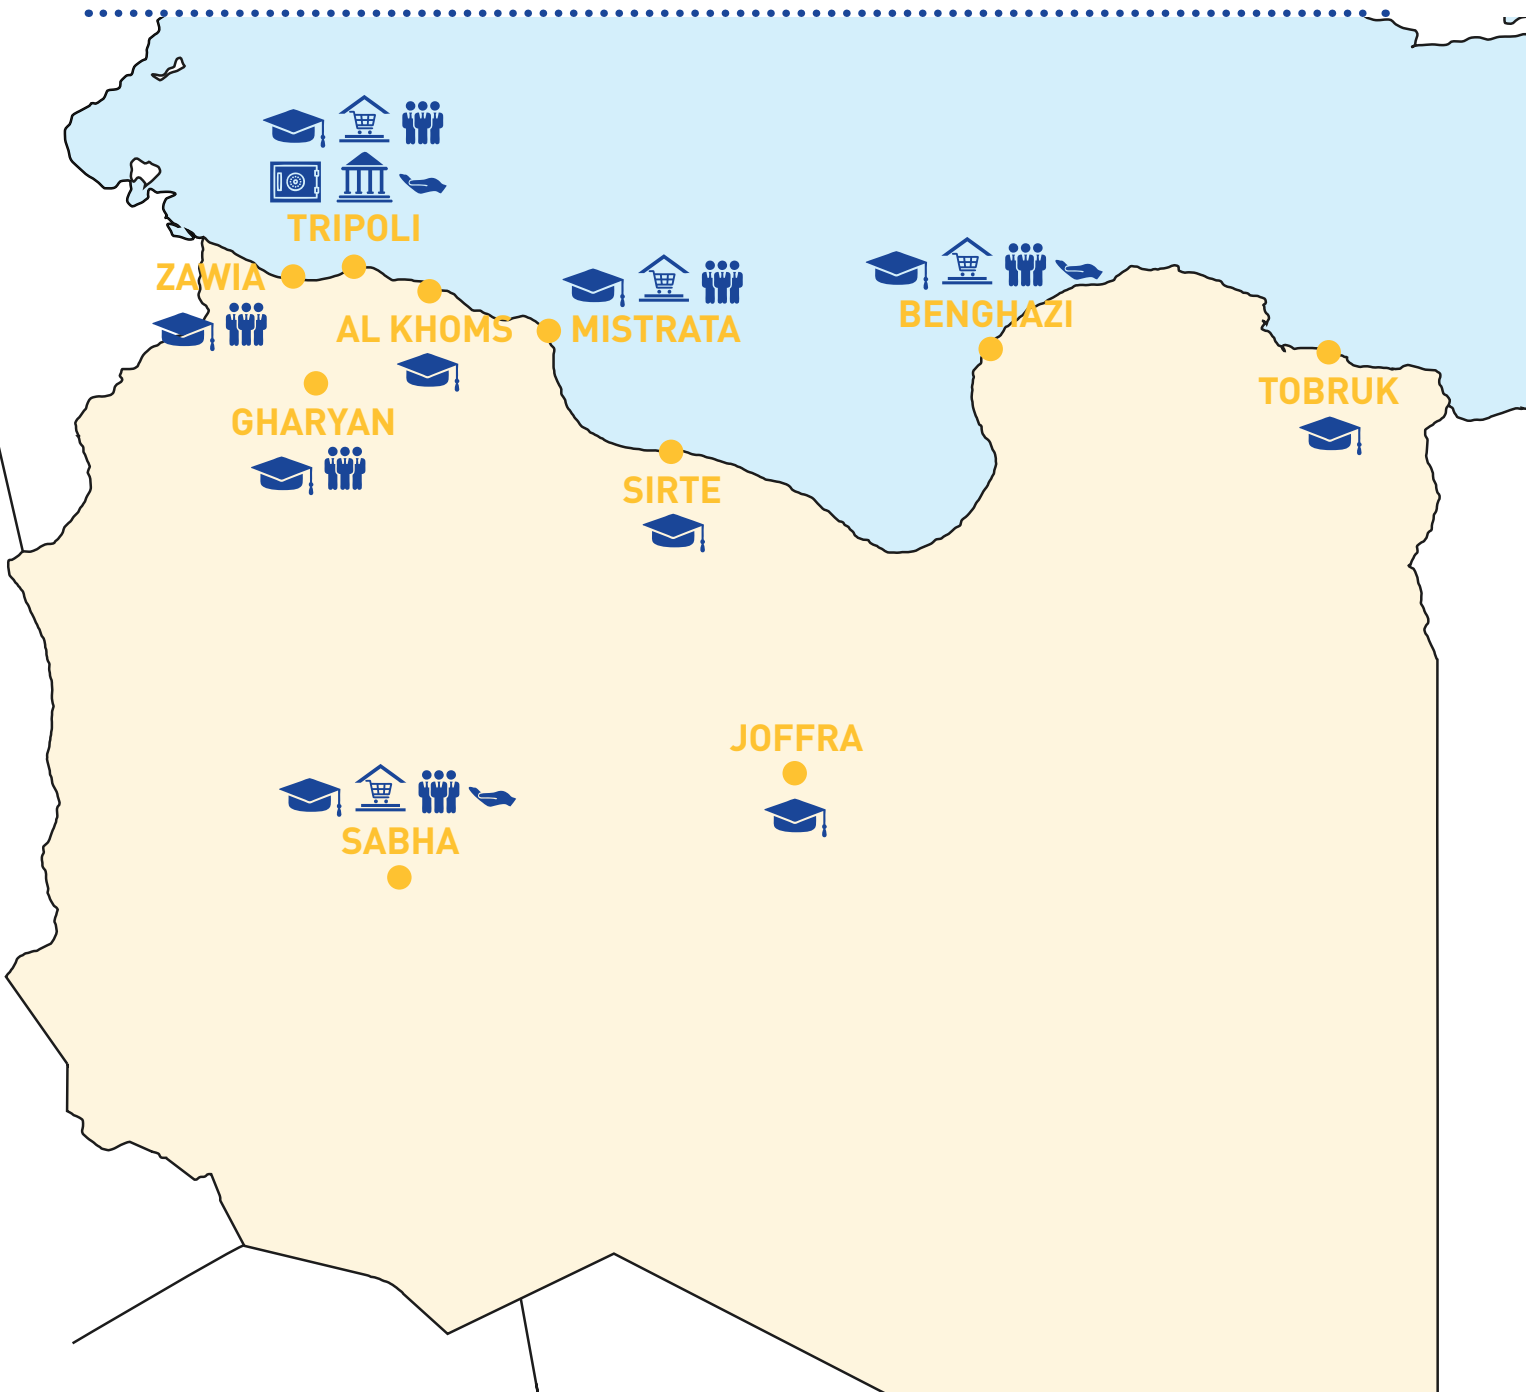 TRIPOLI
ZAWIA
BENGHAZI
AL KHOMS
MISTRATA
TOBRUK
GHARYAN
SIRTE
JOFFRA
SABHA